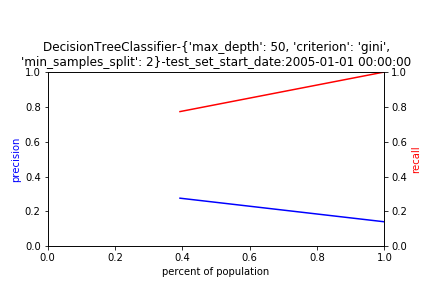 DecisionTreeClassifier-{'max_depth': 50, 'criterion': 'gini',
'min_samples_split': 2}-test_set_start_date:2005-01-01 00:00:00
1.0
0.8
0.6
0.4
0.2
0.0
precision
1.0
0.8
0.6
0.4
0.2
0.0
recall
0.0 0.2 0.4 0.6 0.8 1.0
percent of population